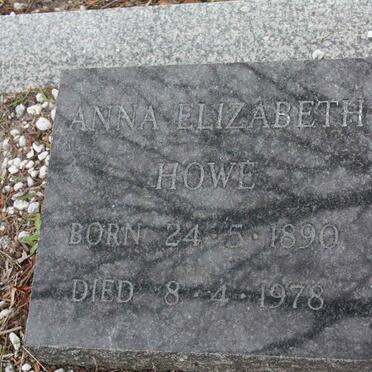 ANNA ELIZABETH
HOWE
BORN 24 · 5 · 1890
DIED 8 · 4 · 1978